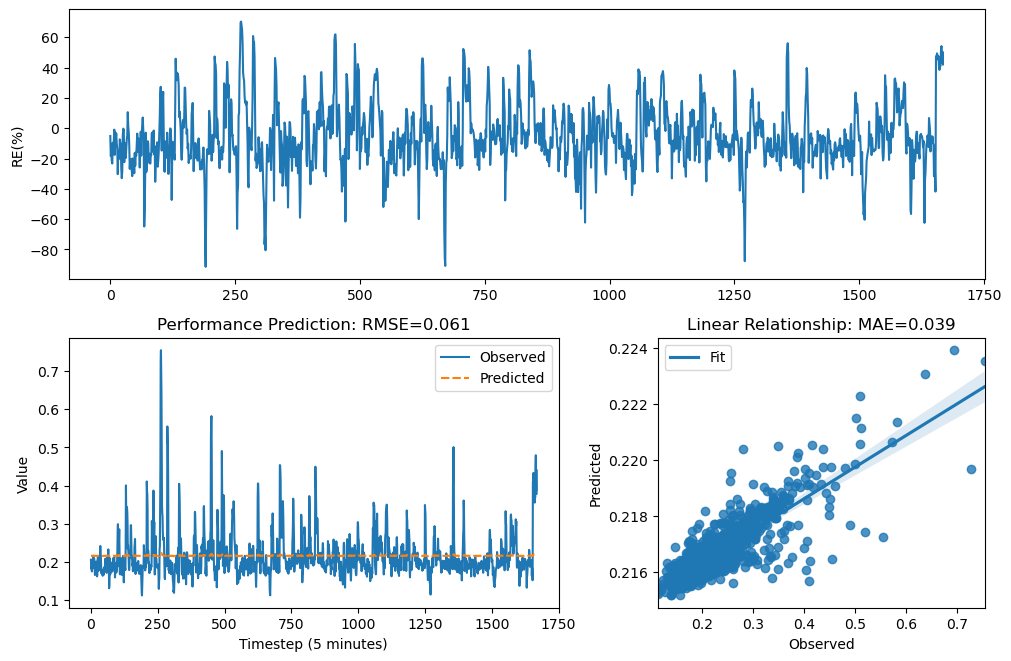 RE(%)
60
40
20
0
−20
−40
−60
−80
0 250 500 750 1000 1250 1500 1750
Performance Prediction: RMSE=0.061
Value
0.7
0.6
0.5
0.4
0.3
0.2
0.1
Observed
Predicted
0 250 500 750 1000 1250 1500 1750
Timestep (5 minutes)
Linear Relationship: MAE=0.039
Predicted
0.224
0.222
0.220
0.218
0.216
Fit
0.2 0.3 0.4 0.5 0.6 0.7
Observed